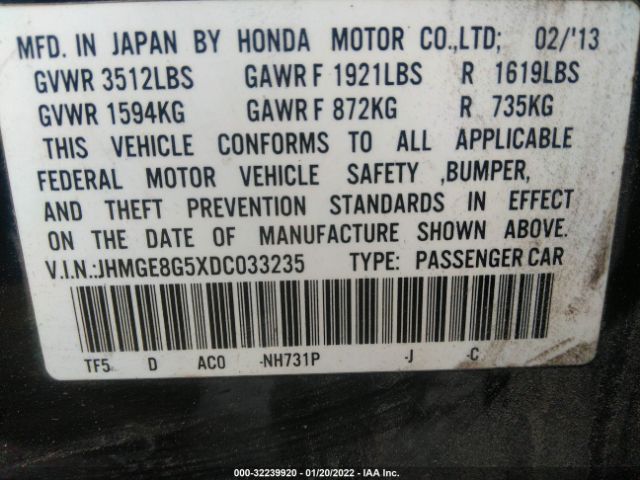 MFD. IN JAPAN BY HONDA MOTOR CO.,LTD; 02/'13
GVWR 3512LBS GAWR F 1921LBS R 1619LBS
GVWR 1594KG GAWR F 872KG R 735KG
THIS VEHICLE CONFORMS TO ALL APPLICABLE
FEDERAL MOTOR VEHICLE SAFETY ,BUMPER,
AND THEFT PREVENTION STANDARDS IN EFFECT
ON THE DATE OF MANUFACTURE SHOWN ABOVE.
V.I.N.:JHMGE8G5XDC033235 TYPE: PASSENGER CAR
TF5 D AC0 -NH731P -J -C
000-32239920 - 01/20/2022 - IAA Inc.